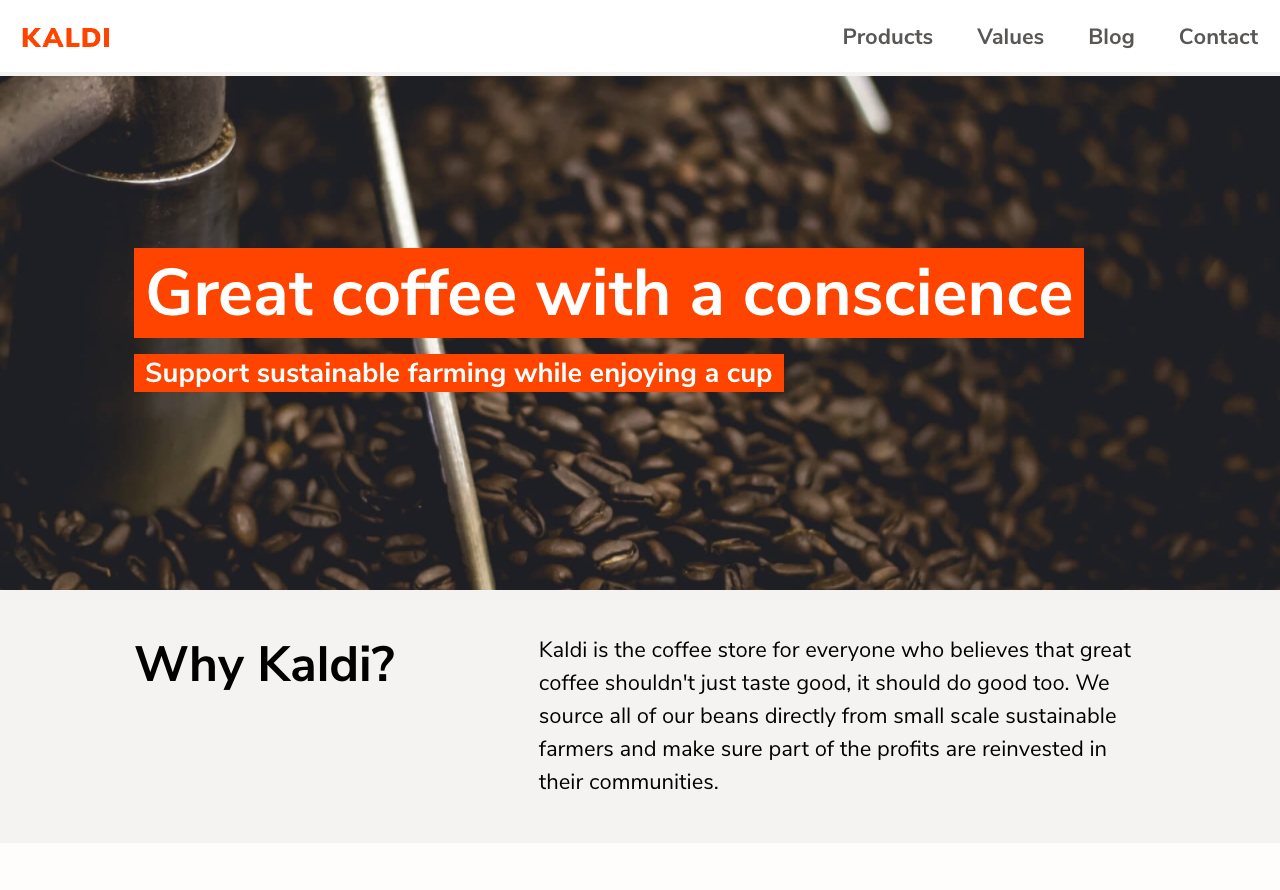 KALDI
Products Values Blog Contact
Great coffee with a conscience
Support sustainable farming while enjoying a cup
Why Kaldi?
Kaldi is the coffee store for everyone who believes that great
coffee shouldn't just taste good, it should do good too. We
source all of our beans directly from small scale sustainable
farmers and make sure part of the profits are reinvested in
their communities.